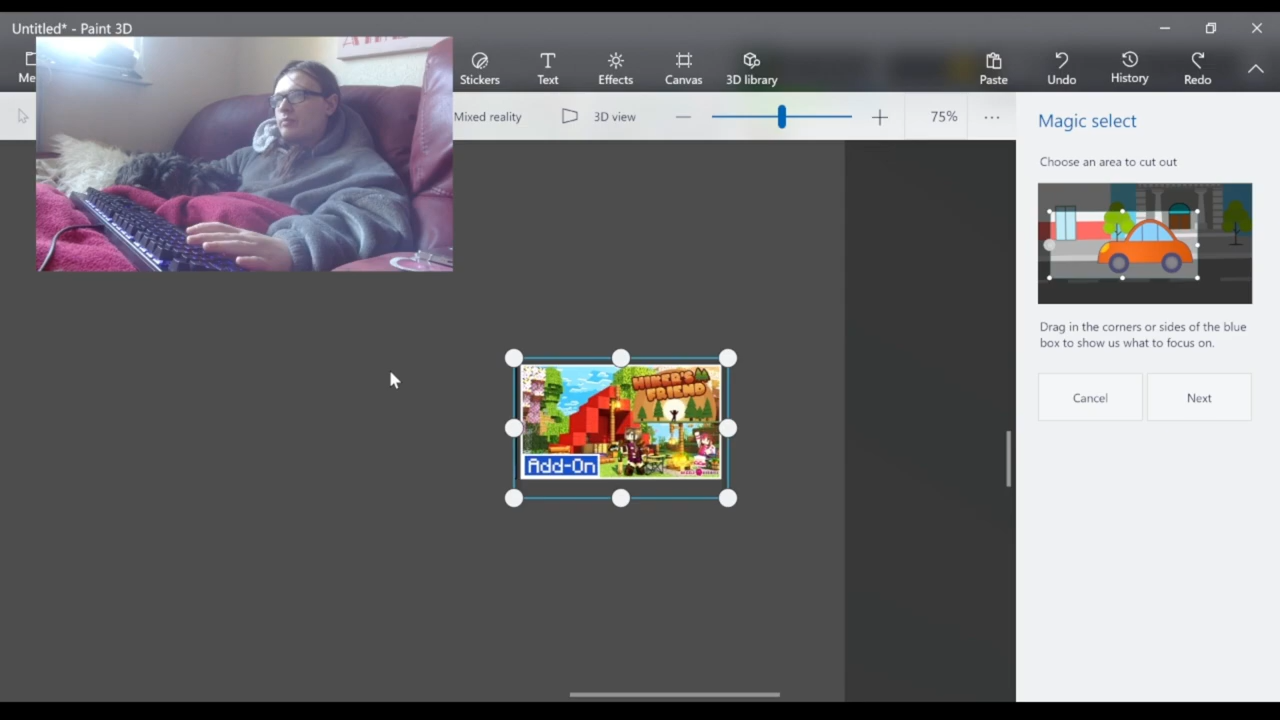 Untitled* - Paint 3D
Me
Stickers
Text
Effects
Canvas
3D library
Paste
Undo
History
Redo
Mixed reality
3D view
75%
Magic select
Choose an area to cut out
Drag in the corners or sides of the blue
box to show us what to focus on.
Cancel
Next
HIKER'S
FRIEND
Add-On